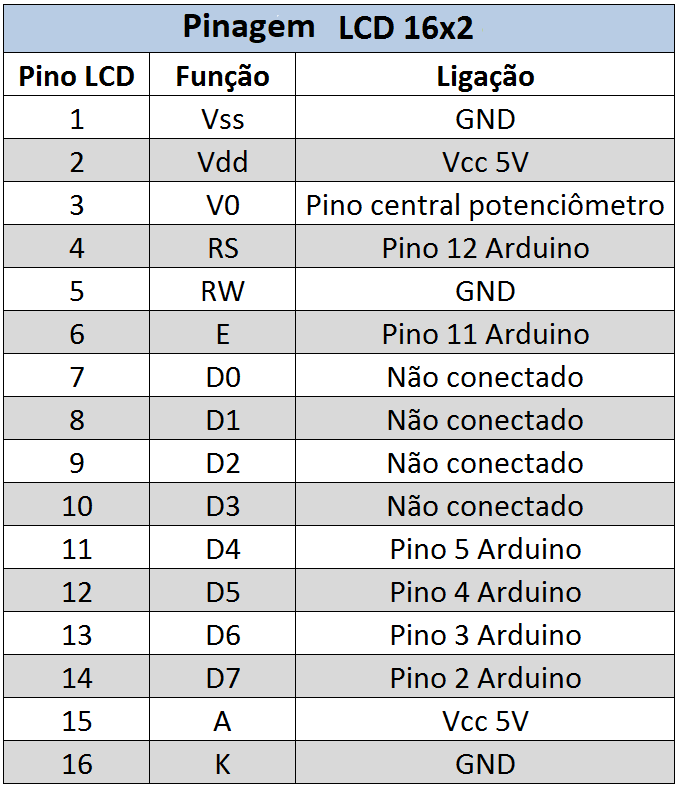 Pinagem LCD 16x2
Pino LCD Função Ligação
1 Vss GND
2 Vdd Vcc 5V
3 V0 Pino central potenciômetro
4 RS Pino 12 Arduino
5 RW GND
6 E Pino 11 Arduino
7 D0 Não conectado
8 D1 Não conectado
9 D2 Não conectado
10 D3 Não conectado
11 D4 Pino 5 Arduino
12 D5 Pino 4 Arduino
13 D6 Pino 3 Arduino
14 D7 Pino 2 Arduino
15 A Vcc 5V
16 K GND